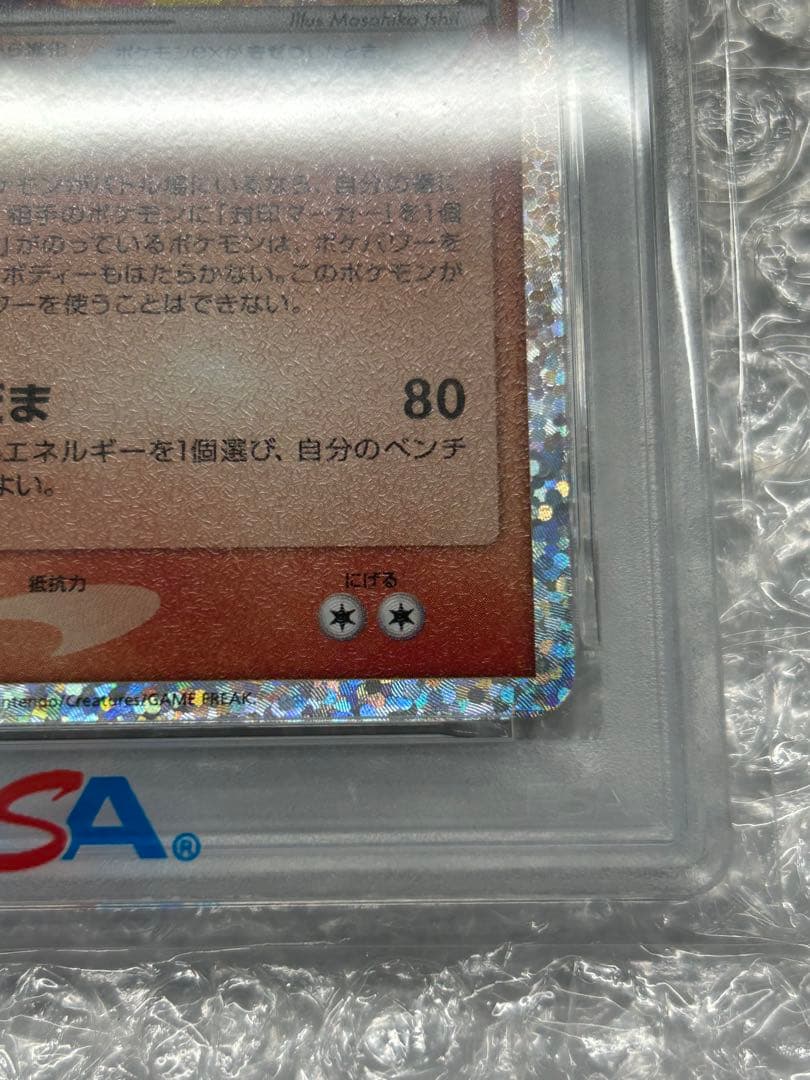 Illus Masahiko Ishii
ポケモンexがきぜつしたとき
ケモンがバトル場にいるなら、自分の番に
相手のポケモンに「封印マーカー」を1個
」がのっているポケモンは、ポケパワーを
ボディーもはたらかない。このポケモンが
ワーを使うことはできない。
だま 80
エネルギーを1個選び、自分のベンチ
よい。
抵抗力 にげる
ntendo/Creatures/GAME FREAK.
SA®